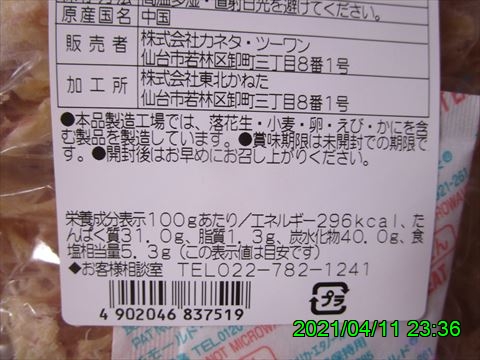 保存方法 高温多湿・直射日光を避けてください。
原産国名 中国
販売者 株式会社カネタ・ツーワン
仙台市若林区卸町三丁目8番1号
加工所 株式会社東北かねた
仙台市若林区卸町三丁目8番1号
●本品製造工場では、落花生・小麦・卵・えび・かにを含
む製品を製造しています。●賞味期限は未開封での期限で
す。●開封後はお早めにお召し上がりください。
栄養成分表示100gあたり/エネルギー296kcal、たん
ぱく質31.0g、脂質1.3g、炭水化物40.0g、食
塩相当量5.3g(この表示値は目安です)
◆お客様相談室 TEL022-782-1241
4 902046 837519
プラ
2021/04/11 23:36